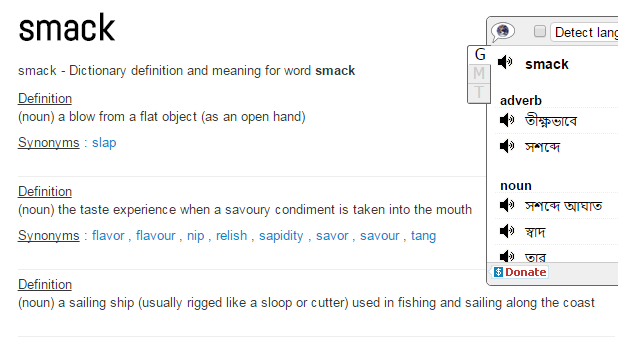 smack
smack - Dictionary definition and meaning for word smack
Definition
(noun) a blow from a flat object (as an open hand)
Synonyms : slap
Definition
(noun) the taste experience when a savoury condiment is taken into the mouth
Synonyms : flavor , flavour , nip , relish , sapidity , savor , savour , tang
Definition
(noun) a sailing ship (usually rigged like a sloop or cutter) used in fishing and sailing along the coast
Detect lang
G
M
T
smack
adverb
তীক্ষ্ণভাবে
সশব্দে
noun
সশব্দে আঘাত
স্বাদ
তার
$ Donate